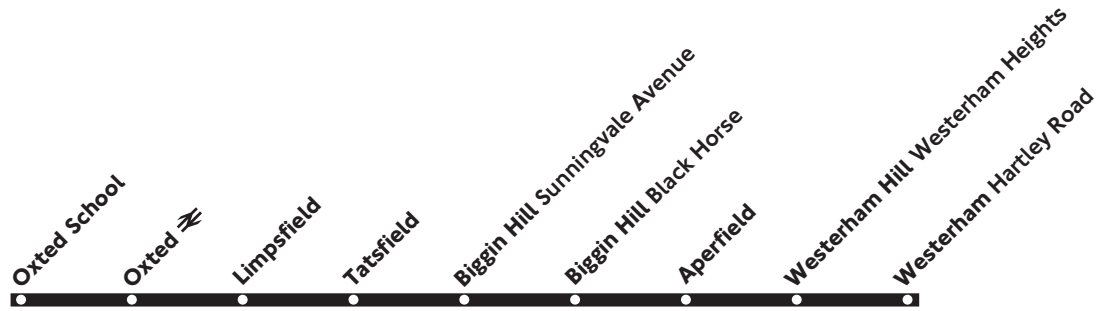 Oxted School
Oxted
Limpsfield
Tatsfield
Biggin Hill Sunningvale Avenue
Biggin Hill Black Horse
Aperfield
Westerham Hill Westerham Heights
Westerham Hartley Road